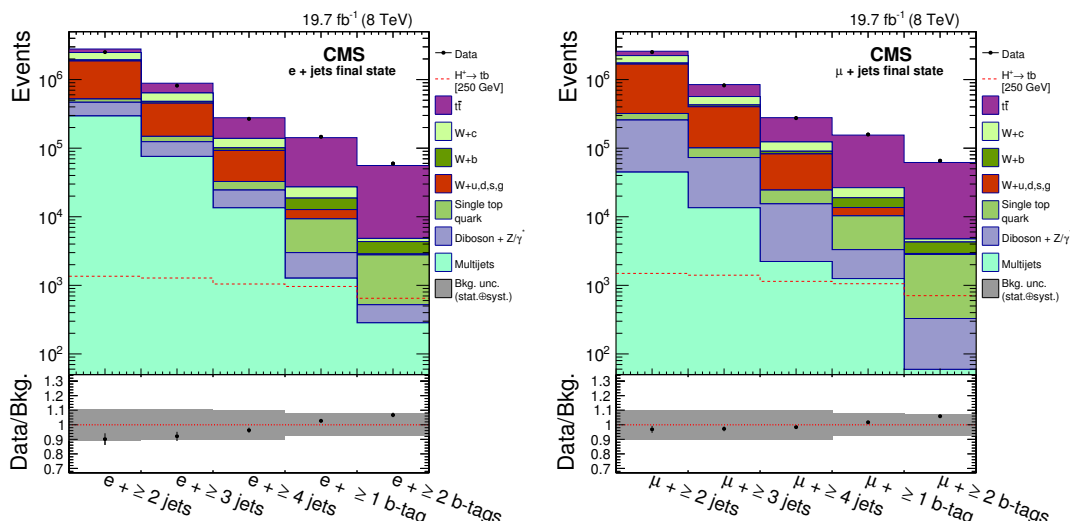 19.7 fb⁻¹ (8 TeV)
Events
CMS
e + jets final state
10⁶
10⁵
10⁴
10³
10²
Data
H⁺→ tb
[250 GeV]
tt̄
W+c
W+b
W+u,d,s,g
Single top
quark
Diboson + Z/γ*
Multijets
Bkg. unc.
(stat.⊕syst.)
Data/Bkg.
1.3
1.2
1.1
1
0.9
0.8
0.7
e + ≥ 2 jets
e + ≥ 3 jets
e + ≥ 4 jets
e + ≥ 1 b-tag
e + ≥ 2 b-tags
19.7 fb⁻¹ (8 TeV)
Events
CMS
μ + jets final state
10⁶
10⁵
10⁴
10³
10²
Data
H⁺→ tb
[250 GeV]
tt̄
W+c
W+b
W+u,d,s,g
Single top
quark
Diboson + Z/γ*
Multijets
Bkg. unc.
(stat.⊕syst.)
Data/Bkg.
1.3
1.2
1.1
1
0.9
0.8
0.7
μ + ≥ 2 jets
μ + ≥ 3 jets
μ + ≥ 4 jets
μ + ≥ 1 b-tag
μ + ≥ 2 b-tags